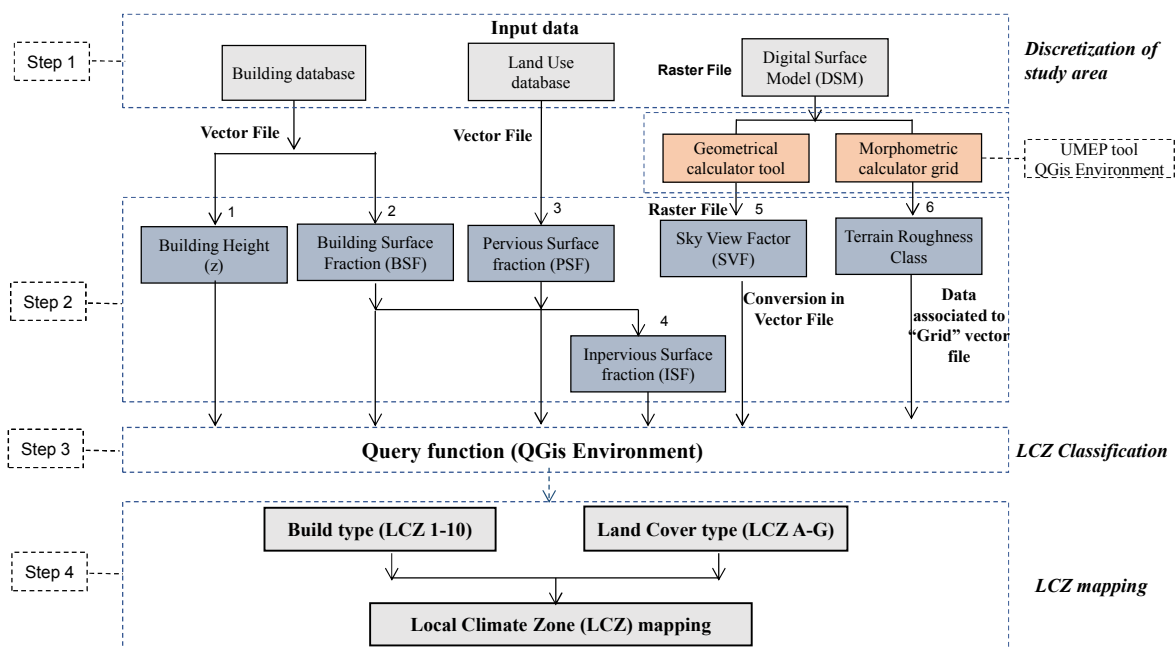 Input data
Step 1
Building database
Land Use
database
Raster File
Digital Surface
Model (DSM)
Discretization of
study area
Vector File
Vector File
Geometrical
calculator tool
Morphometric
calculator grid
UMEP tool
QGis Environment
1
2
3
Raster File
5
6
Building Height
(z)
Building Surface
Fraction (BSF)
Pervious Surface
fraction (PSF)
Sky View Factor
(SVF)
Terrain Roughness
Class
Step 2
Conversion in
Vector File
Data
associated to
“Grid” vector
file
4
Inpervious Surface
fraction (ISF)
Step 3
Query function (QGis Environment)
LCZ Classification
Build type (LCZ 1-10)
Land Cover type (LCZ A-G)
Step 4
LCZ mapping
Local Climate Zone (LCZ) mapping